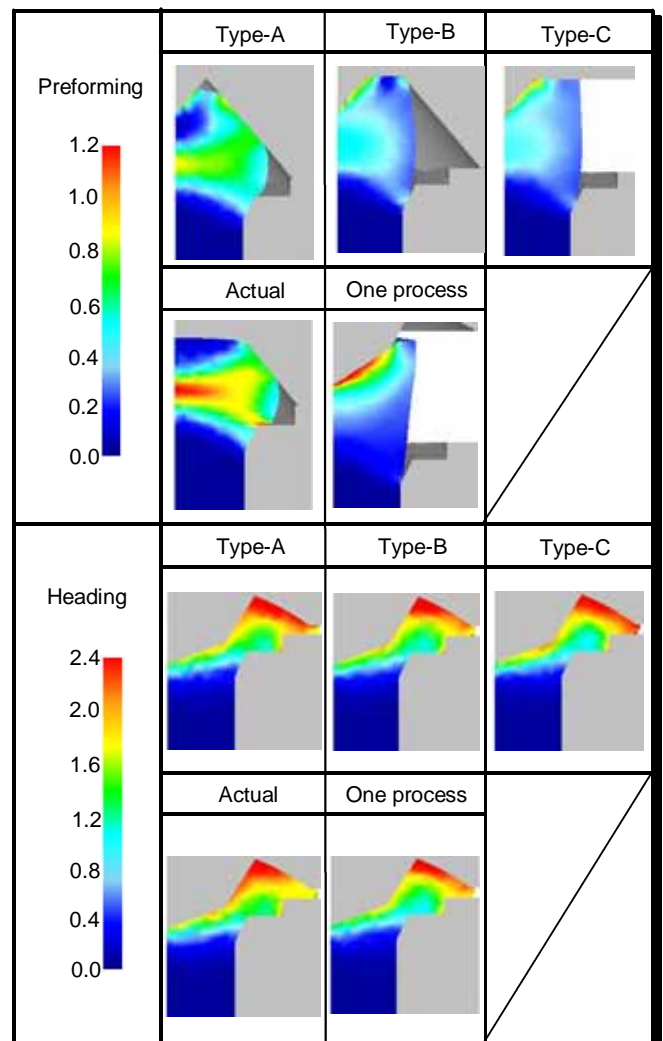 Type-A Type-B Type-C
Preforming
1.2
1.0
0.8
0.6
0.4
0.2
0.0
Actual One process
Type-A Type-B Type-C
Heading
2.4
2.0
1.6
1.2
0.8
0.4
0.0
Actual One process